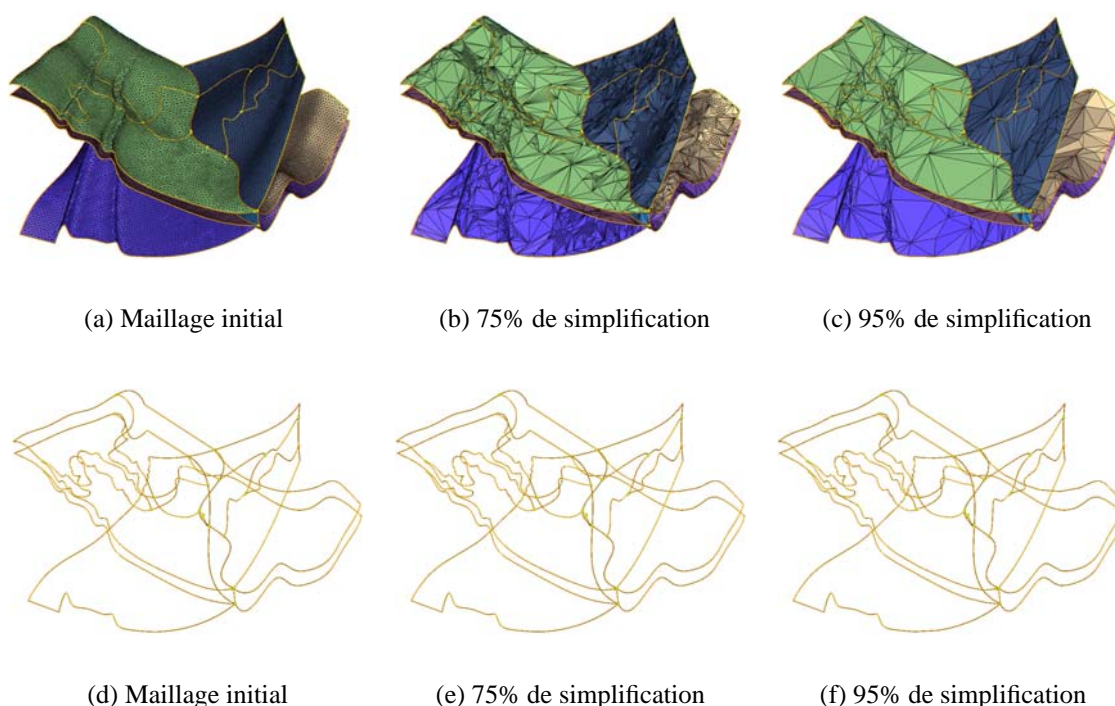 (a) Maillage initial
(b) 75% de simplification
(c) 95% de simplification
(d) Maillage initial
(e) 75% de simplification
(f) 95% de simplification